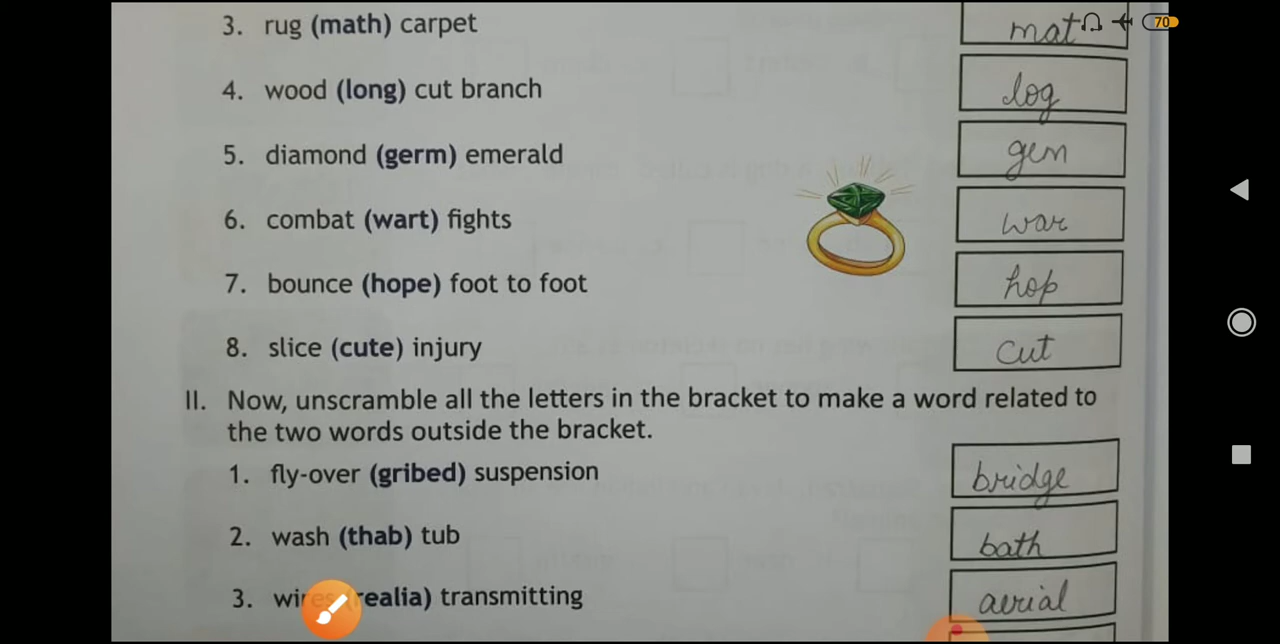 3. rug (math) carpet mat
70
4. wood (long) cut branch log
5. diamond (germ) emerald gem
6. combat (wart) fights war
7. bounce (hope) foot to foot hop
8. slice (cute) injury cut
II. Now, unscramble all the letters in the bracket to make a word related to
the two words outside the bracket.
1. fly-over (gribed) suspension bridge
2. wash (thab) tub bath
3. wires (realia) transmitting aerial